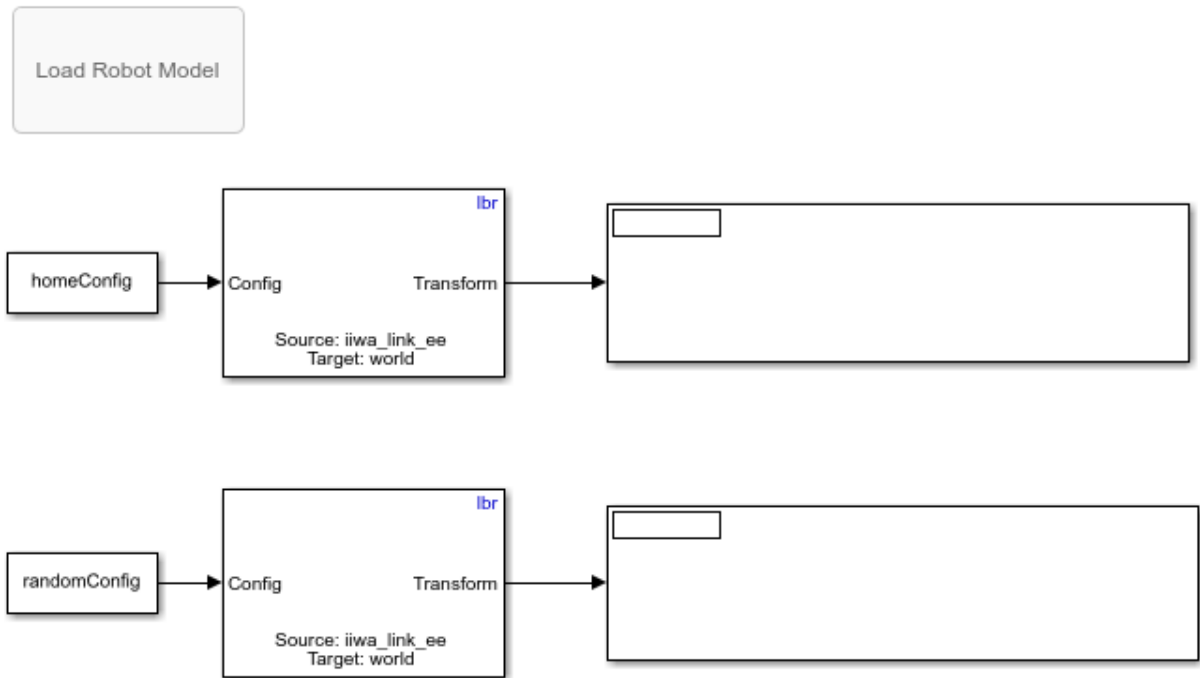 Load Robot Model
lbr
homeConfig
Config
Transform
Source: iiwa_link_ee
Target: world
lbr
randomConfig
Config
Transform
Source: iiwa_link_ee
Target: world